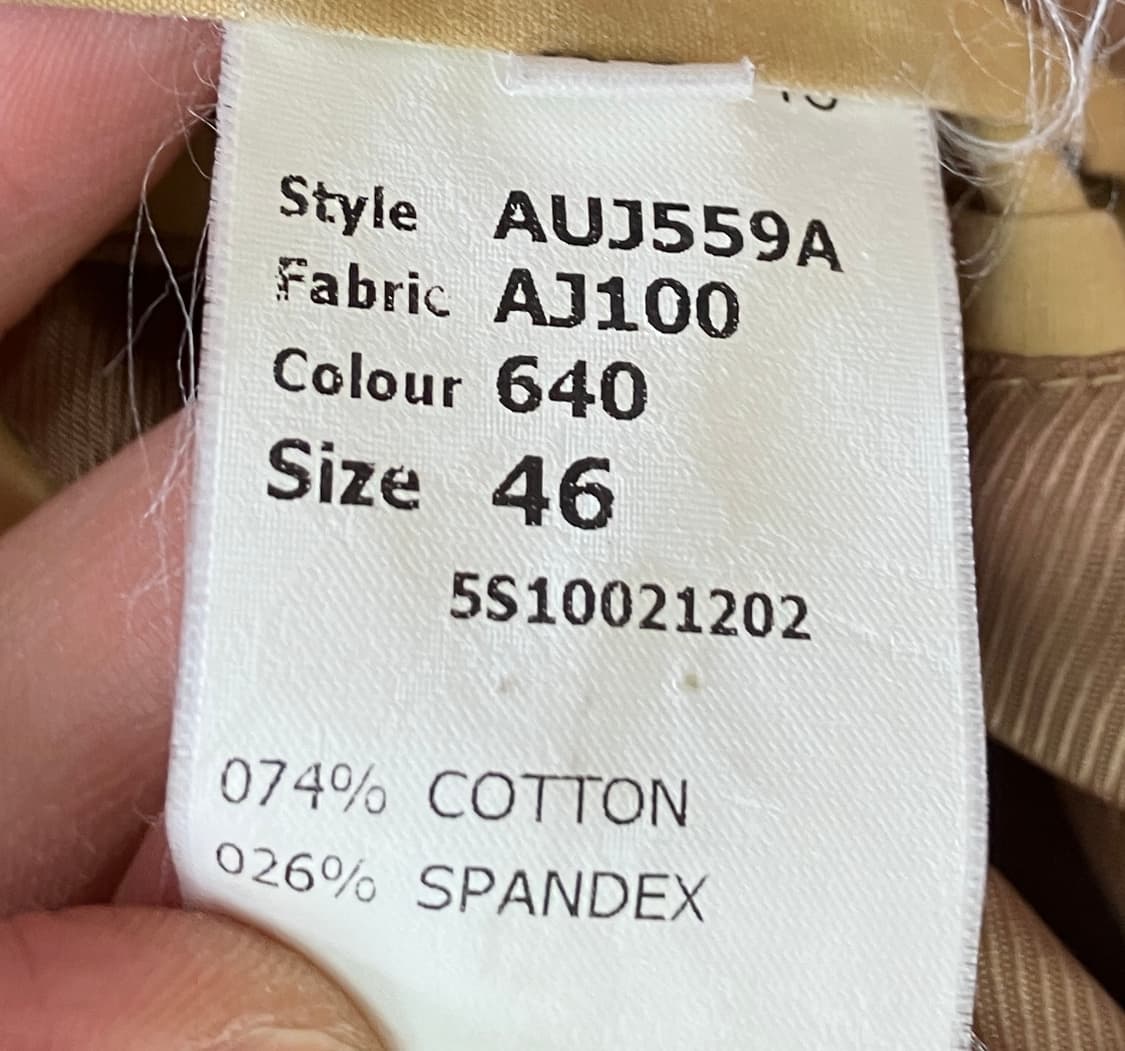 Style AUJ559A
Fabric AJ100
Colour 640
Size 46
5S10021202
074% COTTON
026% SPANDEX